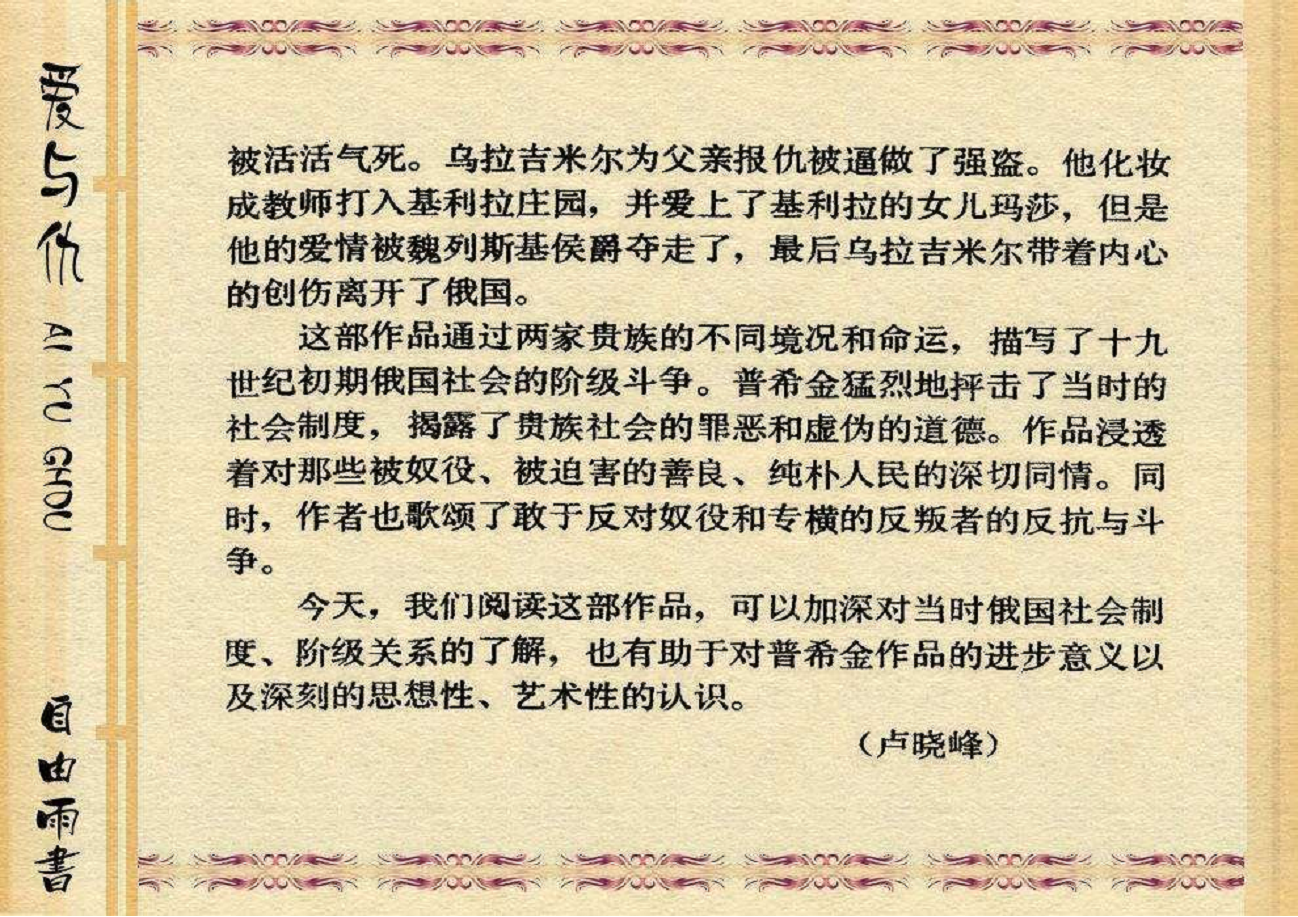 爱与仇 AI YU CHOU
自由雨書
被活活气死。乌拉吉米尔为父亲报仇被逼做了强盗。他化妆
成教师打入基利拉庄园，并爱上了基利拉的女儿玛莎，但是
他的爱情被魏列斯基侯爵夺走了，最后乌拉吉米尔带着内心
的创伤离开了俄国。
这部作品通过两家贵族的不同境况和命运，描写了十九
世纪初期俄国社会的阶级斗争。普希金猛烈地抨击了当时的
社会制度，揭露了贵族社会的罪恶和虚伪的道德。作品浸透
着对那些被奴役、被迫害的善良、纯朴人民的深切同情。同
时，作者也歌颂了敢于反对奴役和专横的反叛者的反抗与斗
争。
今天，我们阅读这部作品，可以加深对当时俄国社会制
度、阶级关系的了解，也有助于对普希金作品的进步意义以
及深刻的思想性、艺术性的认识。
（卢晓峰）